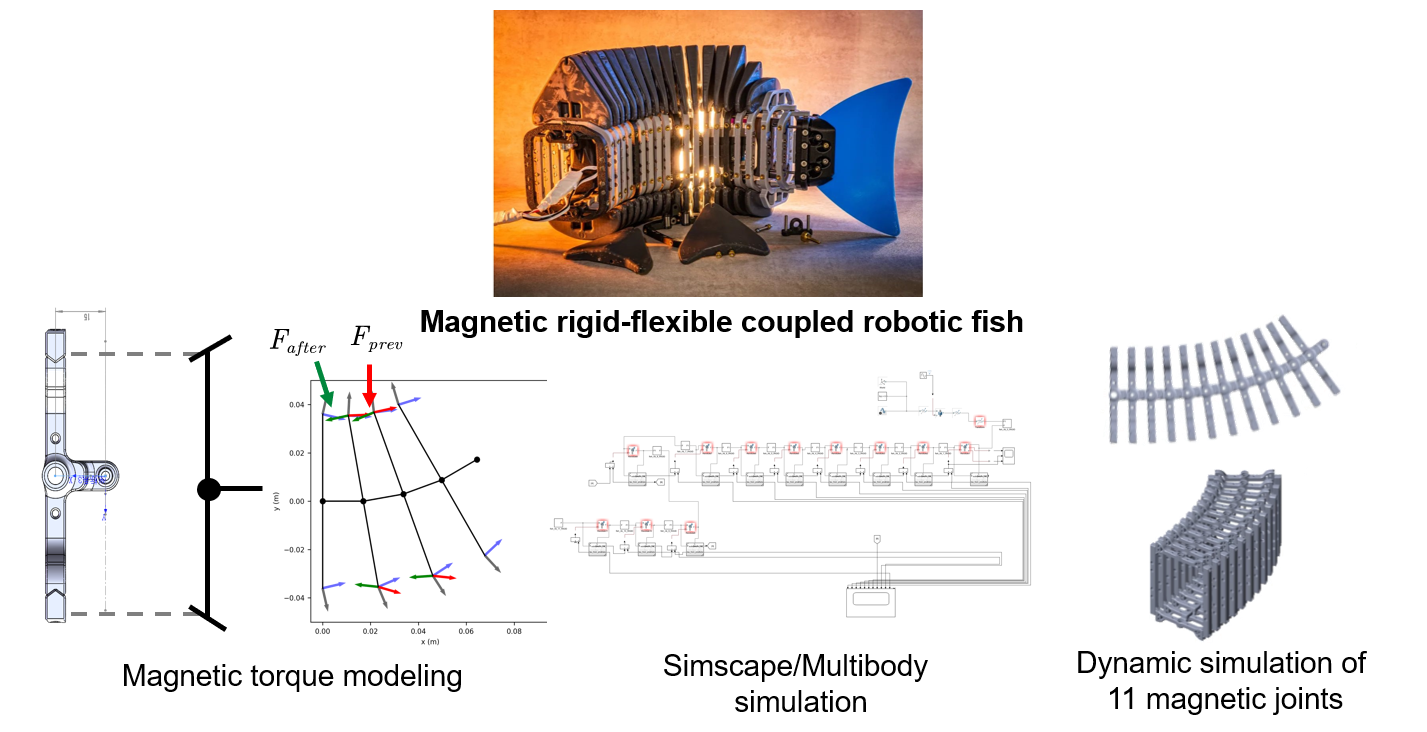 Magnetic rigid-flexible coupled robotic fish
F_after
F_prev
0.04
0.02
0.00
−0.02
−0.04
y (m)
0.00 0.02 0.04 0.06 0.08
x (m)
Magnetic torque modeling
Simscape/Multibody
simulation
Dynamic simulation of
11 magnetic joints